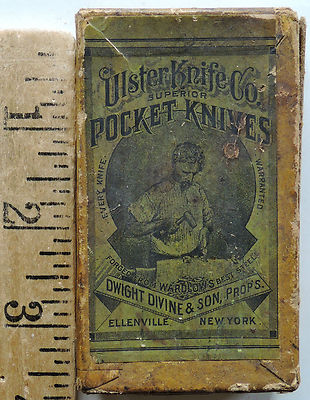 Ulster Knife Co.
SUPERIOR
POCKET KNIVES
EVERY KNIFE
WARRANTED
FORGED FROM WARDLOW'S BEST STEEL
DWIGHT DIVINE & SON, PROPS.
ELLENVILLE NEW YORK.
1
2
3